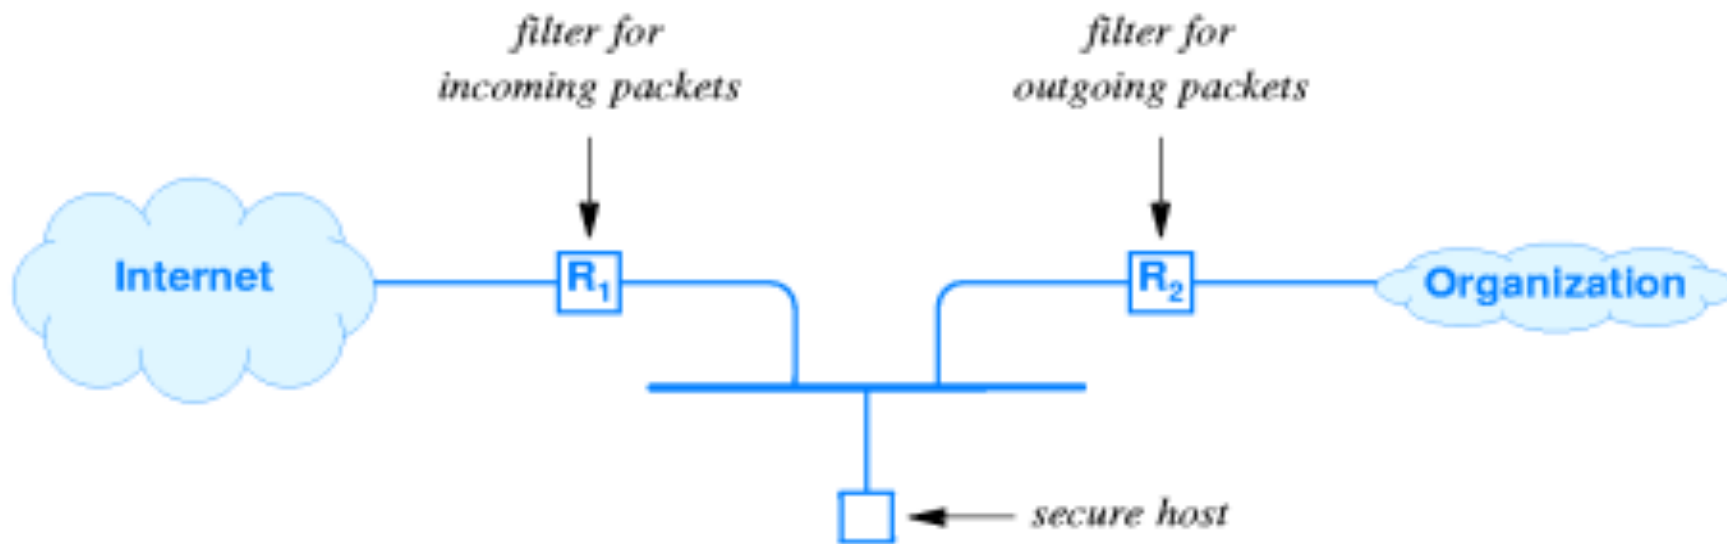 filter for
incoming packets
filter for
outgoing packets
Internet
R₁
R₂
Organization
secure host